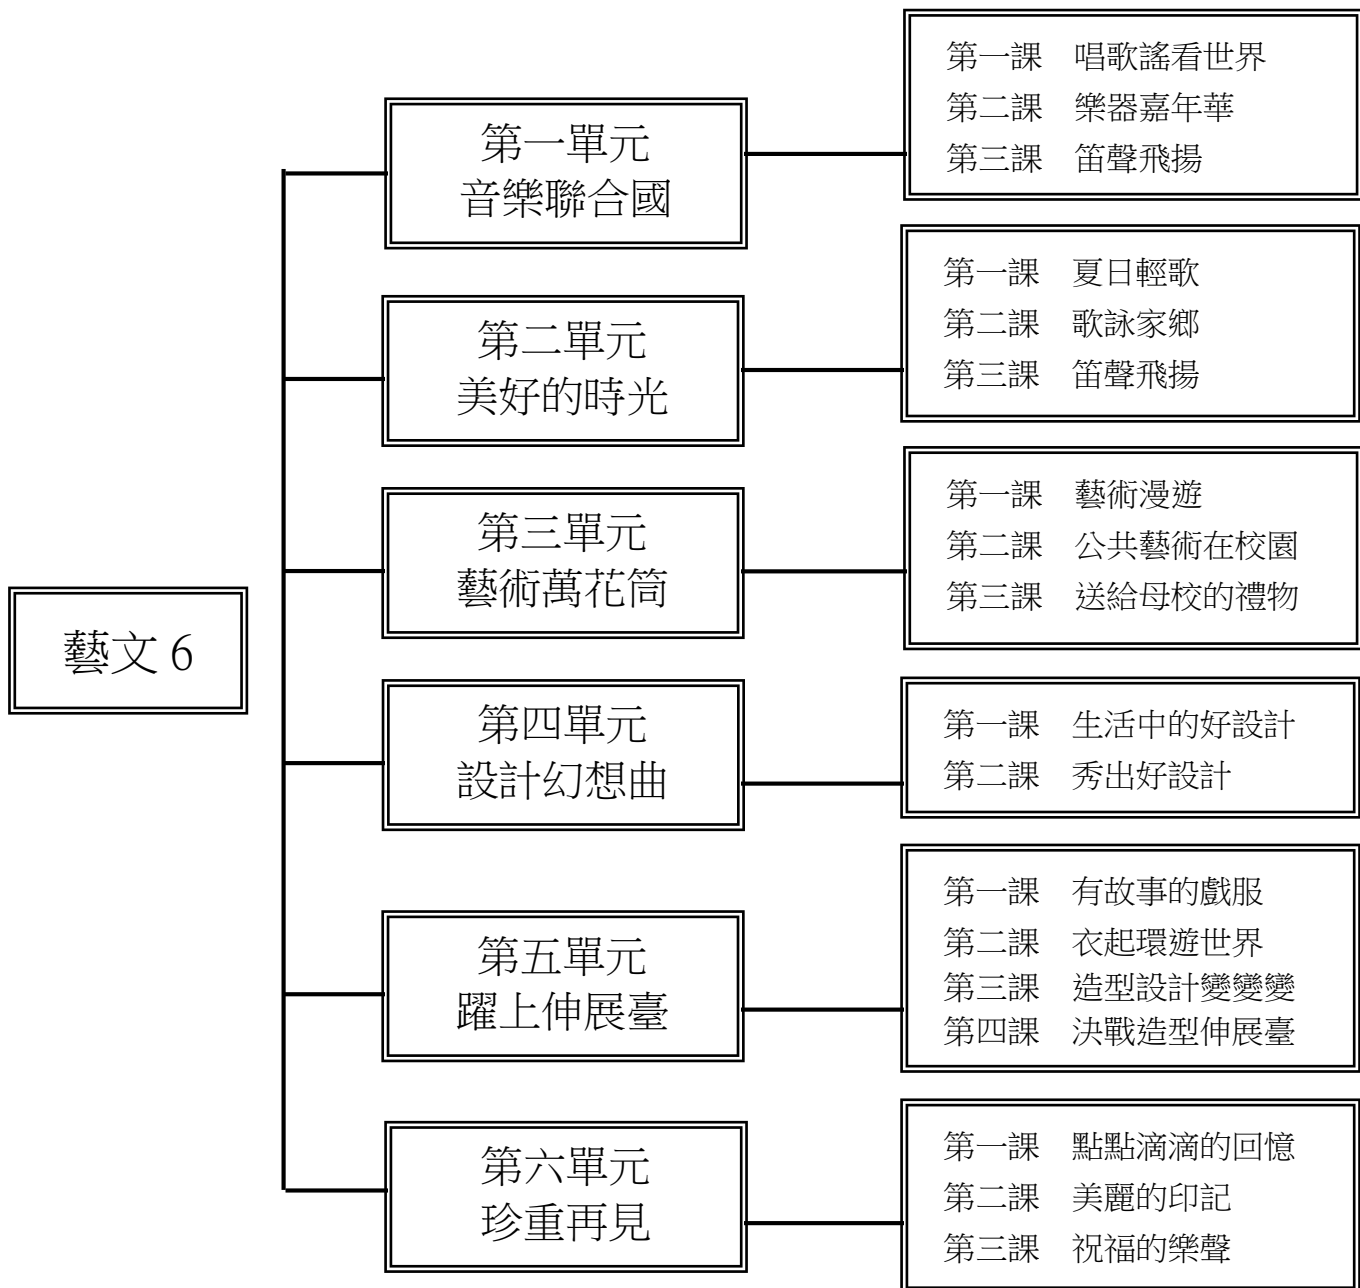 藝文 6
第一單元
音樂聯合國
第一課 唱歌謠看世界
第二課 樂器嘉年華
第三課 笛聲飛揚
第二單元
美好的時光
第一課 夏日輕歌
第二課 歌詠家鄉
第三課 笛聲飛揚
第三單元
藝術萬花筒
第一課 藝術漫遊
第二課 公共藝術在校園
第三課 送給母校的禮物
第四單元
設計幻想曲
第一課 生活中的好設計
第二課 秀出好設計
第五單元
躍上伸展臺
第一課 有故事的戲服
第二課 衣起環遊世界
第三課 造型設計變變變
第四課 決戰造型伸展臺
第六單元
珍重再見
第一課 點點滴滴的回憶
第二課 美麗的印記
第三課 祝福的樂聲